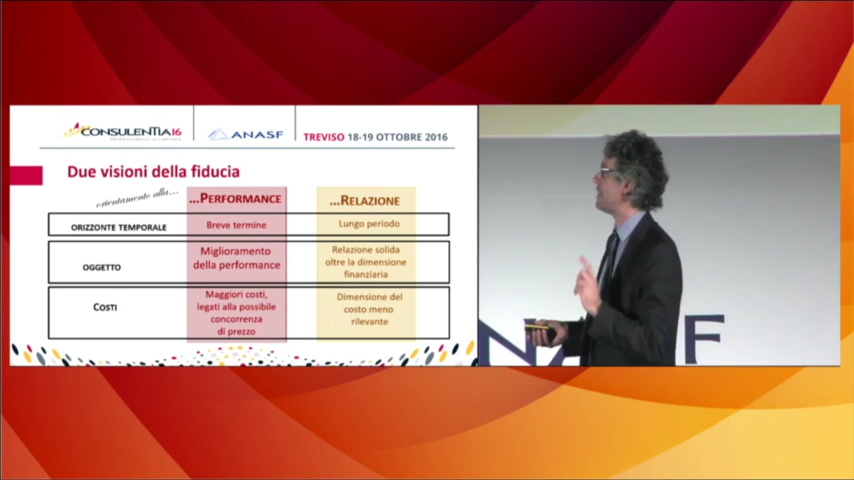 CONSULENTIA16
ANASF
TREVISO 18-19 OTTOBRE 2016
Due visioni della fiducia
orientamento alla...
...PERFORMANCE
...RELAZIONE
ORIZZONTE TEMPORALE
Breve termine
Lungo periodo
OGGETTO
Miglioramento
della performance
Relazione solida
oltre la dimensione
finanziaria
COSTI
Maggiori costi,
legati alla possibile
concorrenza
di prezzo
Dimensione del
costo meno
rilevante
NASF